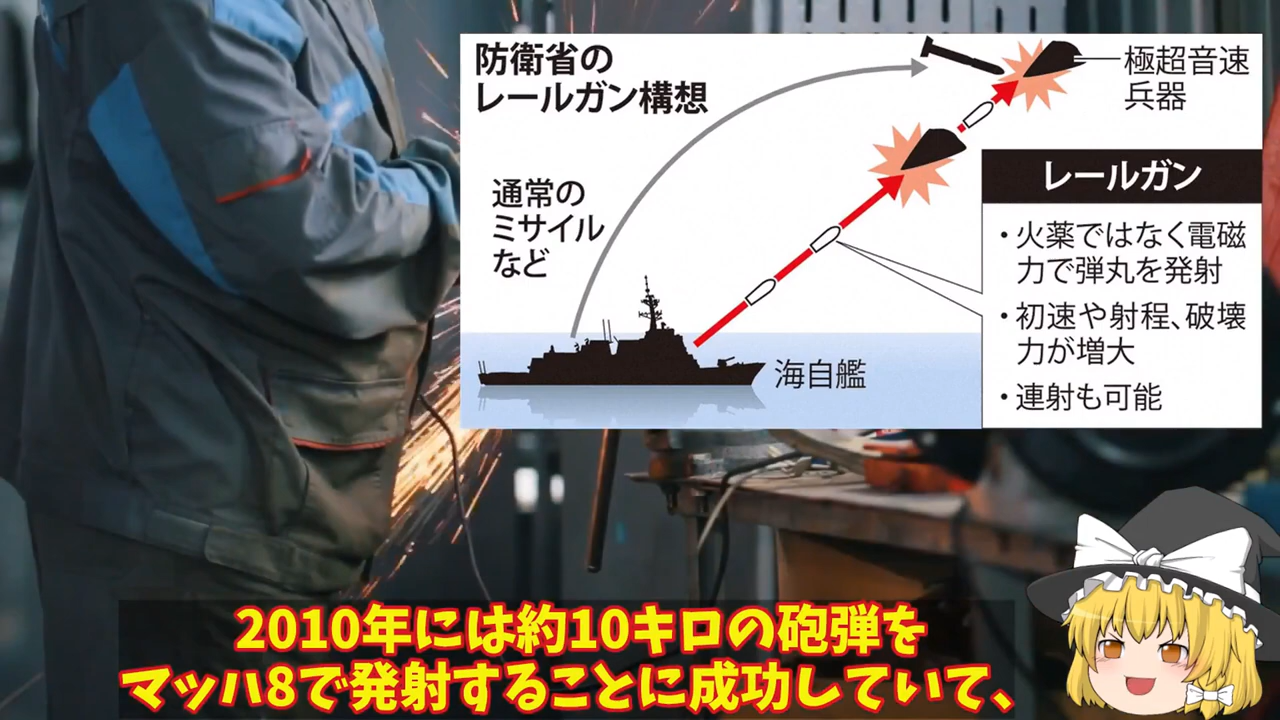 防衛省の
レールガン構想
極超音速
兵器
通常の
ミサイル
など
海自艦
レールガン
・火薬ではなく電磁
力で弾丸を発射
・初速や射程、破壊
力が増大
・連射も可能
2010年には約10キロの砲弾を
マッハ8で発射することに成功していて、